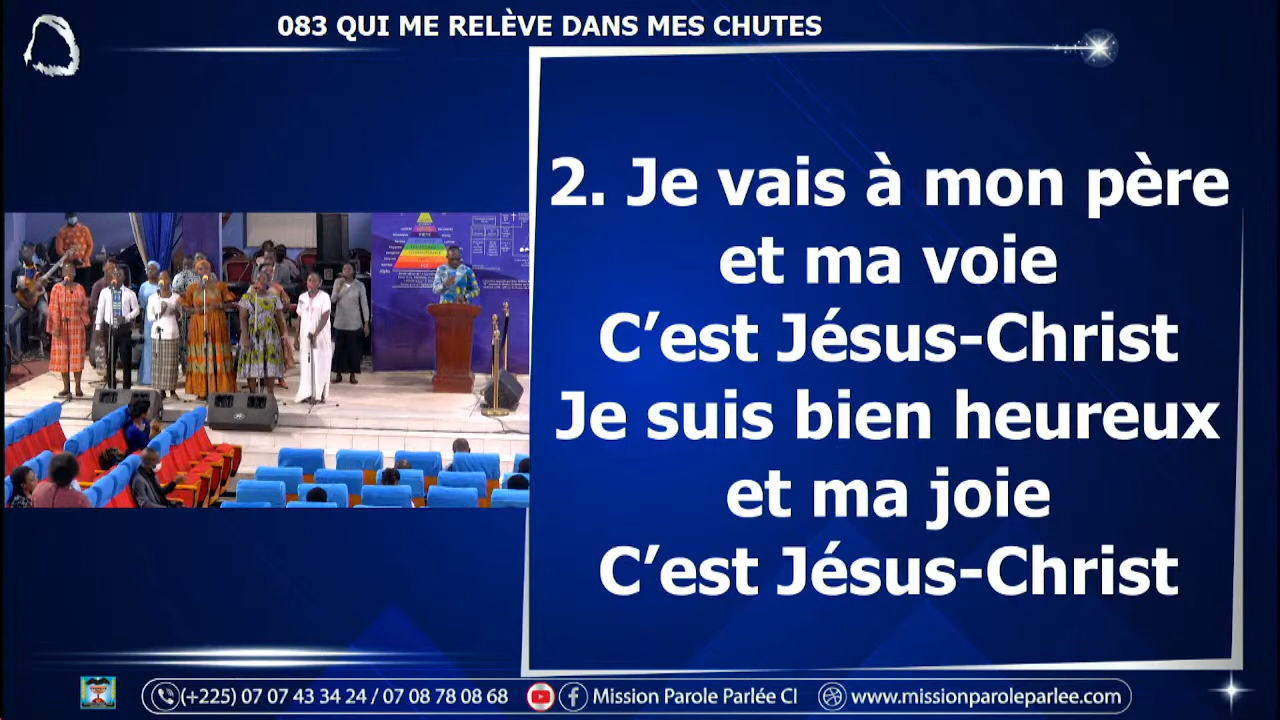 083 QUI ME RELÈVE DANS MES CHUTES
2. Je vais à mon père
et ma voie
C’est Jésus-Christ
Je suis bien heureux
et ma joie
C’est Jésus-Christ
(+225) 07 07 43 34 24 / 07 08 78 08 68 Mission Parole Parlée CI www.missionparoleparlee.com